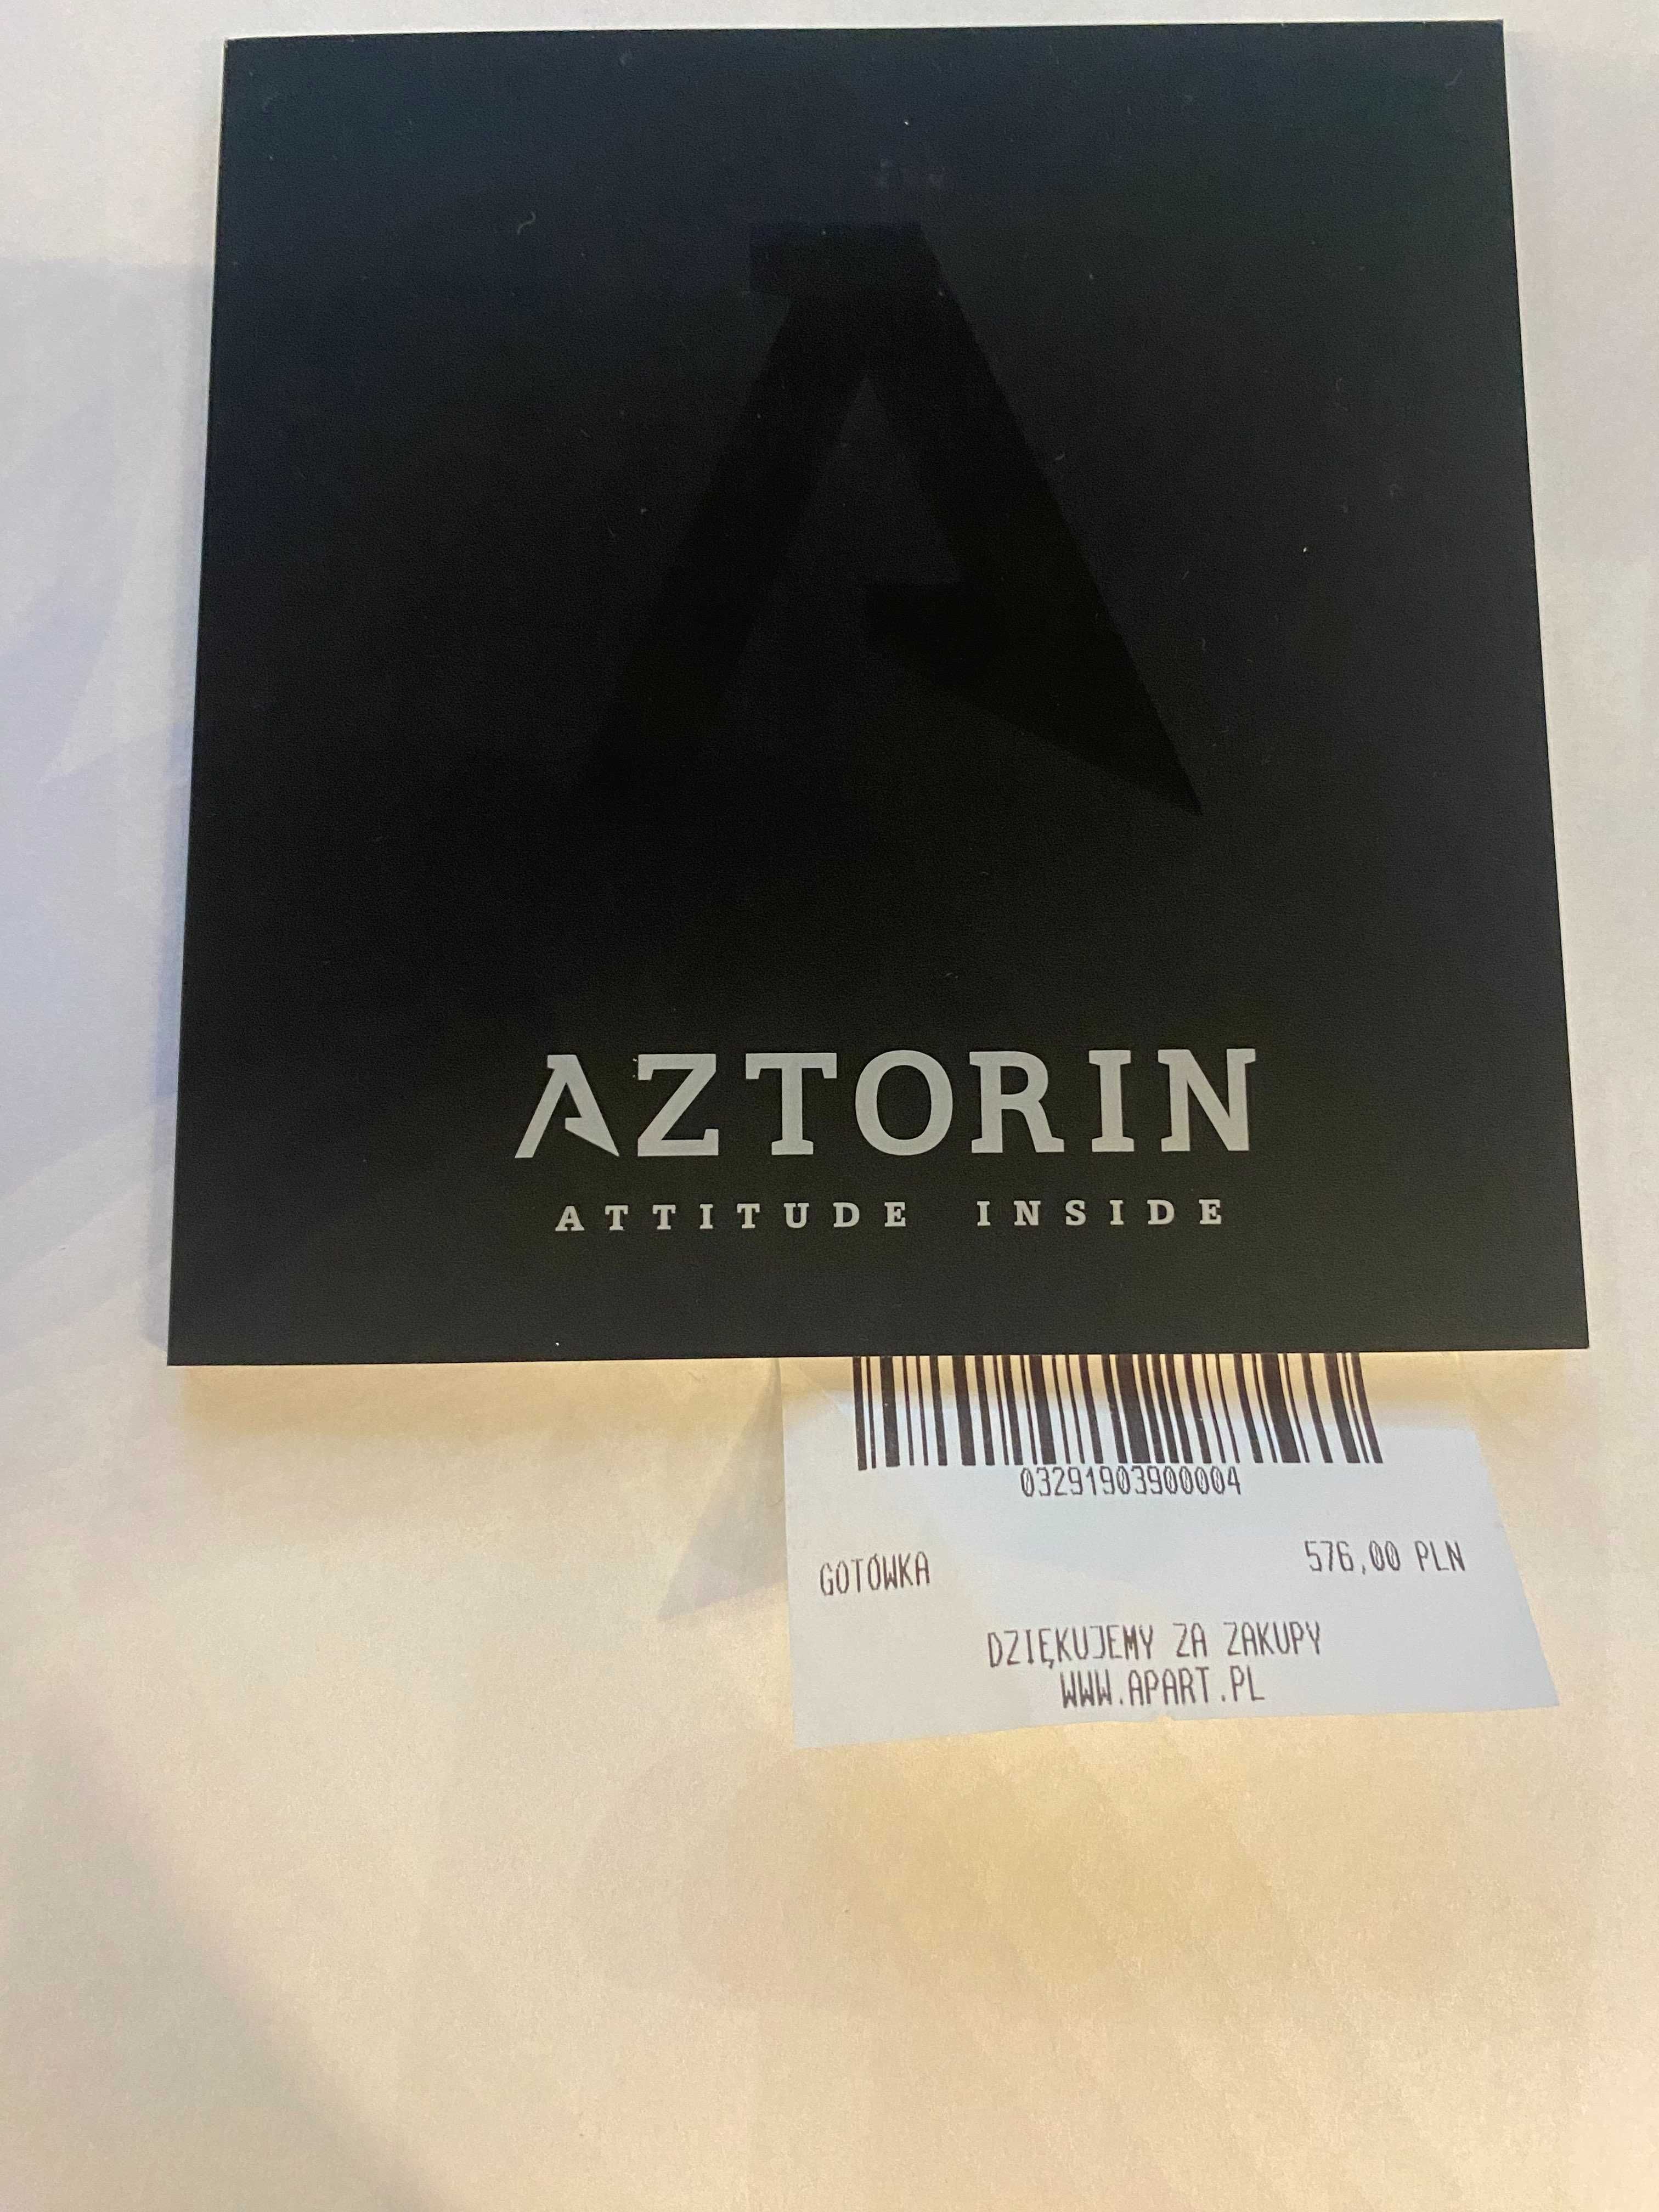 AZTORIN
ATTITUDE INSIDE
03291903900004
GOTÓWKA 576,00 PLN
DZIĘKUJEMY ZA ZAKUPY
WWW.APART.PL